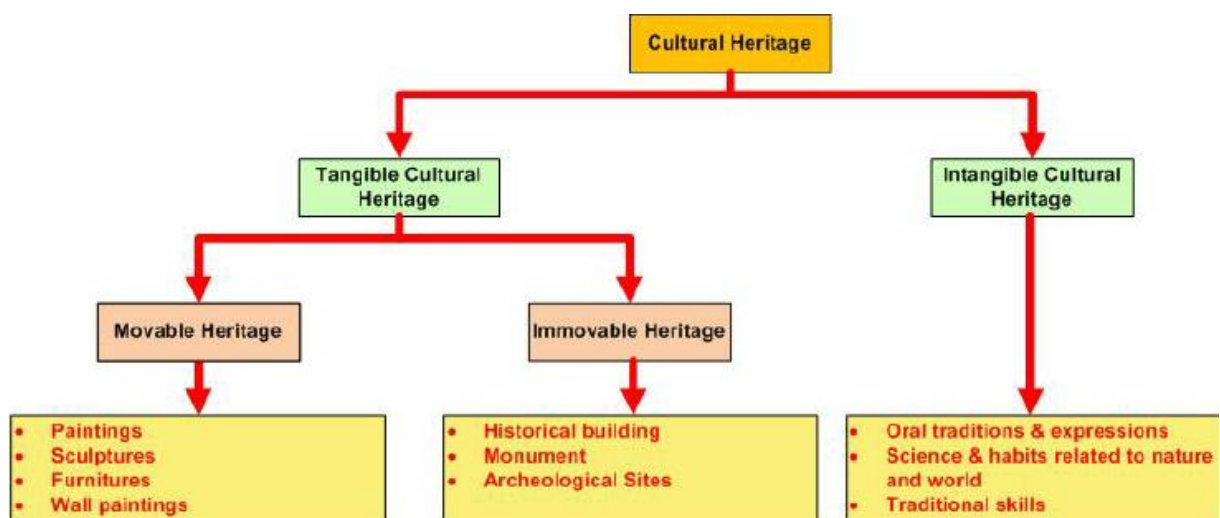 Cultural Heritage
Tangible Cultural
Heritage
Intangible Cultural
Heritage
Movable Heritage
Immovable Heritage
• Paintings
• Sculptures
• Furnitures
• Wall paintings
• Historical building
• Monument
• Archeological Sites
• Oral traditions & expressions
• Science & habits related to nature
and world
• Traditional skills